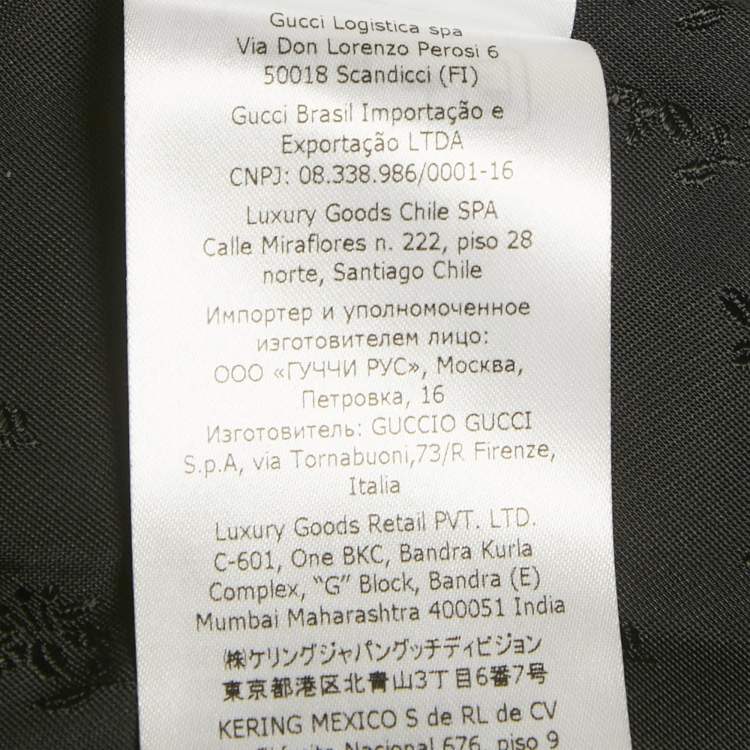 Gucci Logistica spa
Via Don Lorenzo Perosi 6
50018 Scandicci (FI)
Gucci Brasil Importação e
Exportação LTDA
CNPJ: 08.338.986/0001-16
Luxury Goods Chile SPA
Calle Miraflores n. 222, piso 28
norte, Santiago Chile
Импортер и уполномоченное
изготовителем лицо:
ООО «ГУЧЧИ РУС», Москва,
Петровка, 16
Изготовитель: GUCCIO GUCCI
S.p.A, via Tornabuoni,73/R Firenze,
Italia
Luxury Goods Retail PVT. LTD.
C-601, One BKC, Bandra Kurla
Complex, “G” Block, Bandra (E)
Mumbai Maharashtra 400051 India
㈱ケリングジャパングッチディビジョン
東京都港区北青山3丁目6番7号
KERING MEXICO S de RL de CV
Nacional 676, piso 9